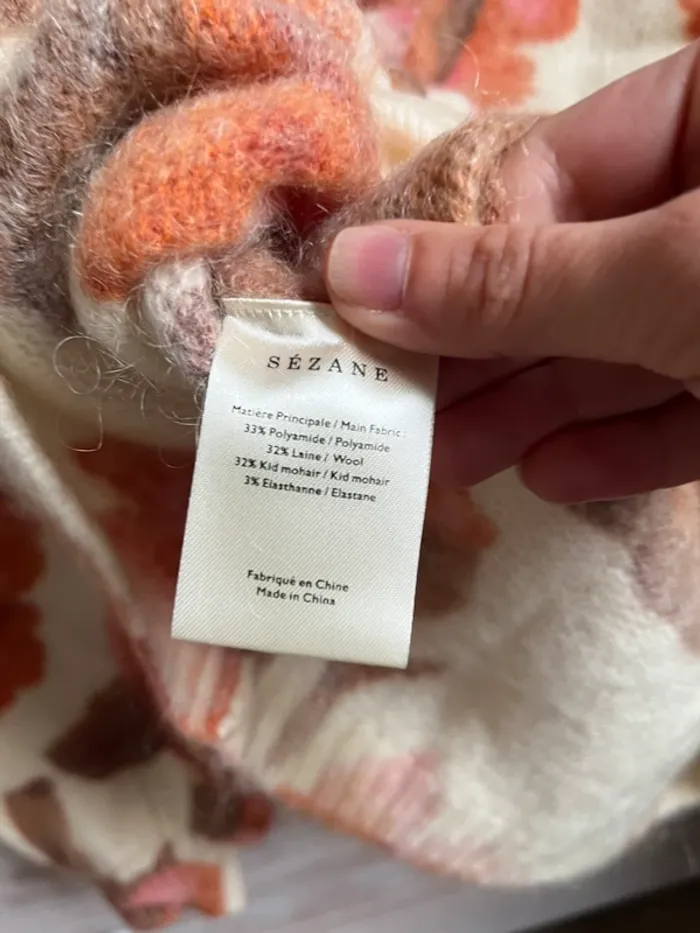 SÉZANE
Matière Principale / Main Fabric :
33% Polyamide / Polyamide
32% Laine / Wool
32% Kid mohair / Kid mohair
3% Elasthanne / Elastane
Fabriqué en Chine
Made in China